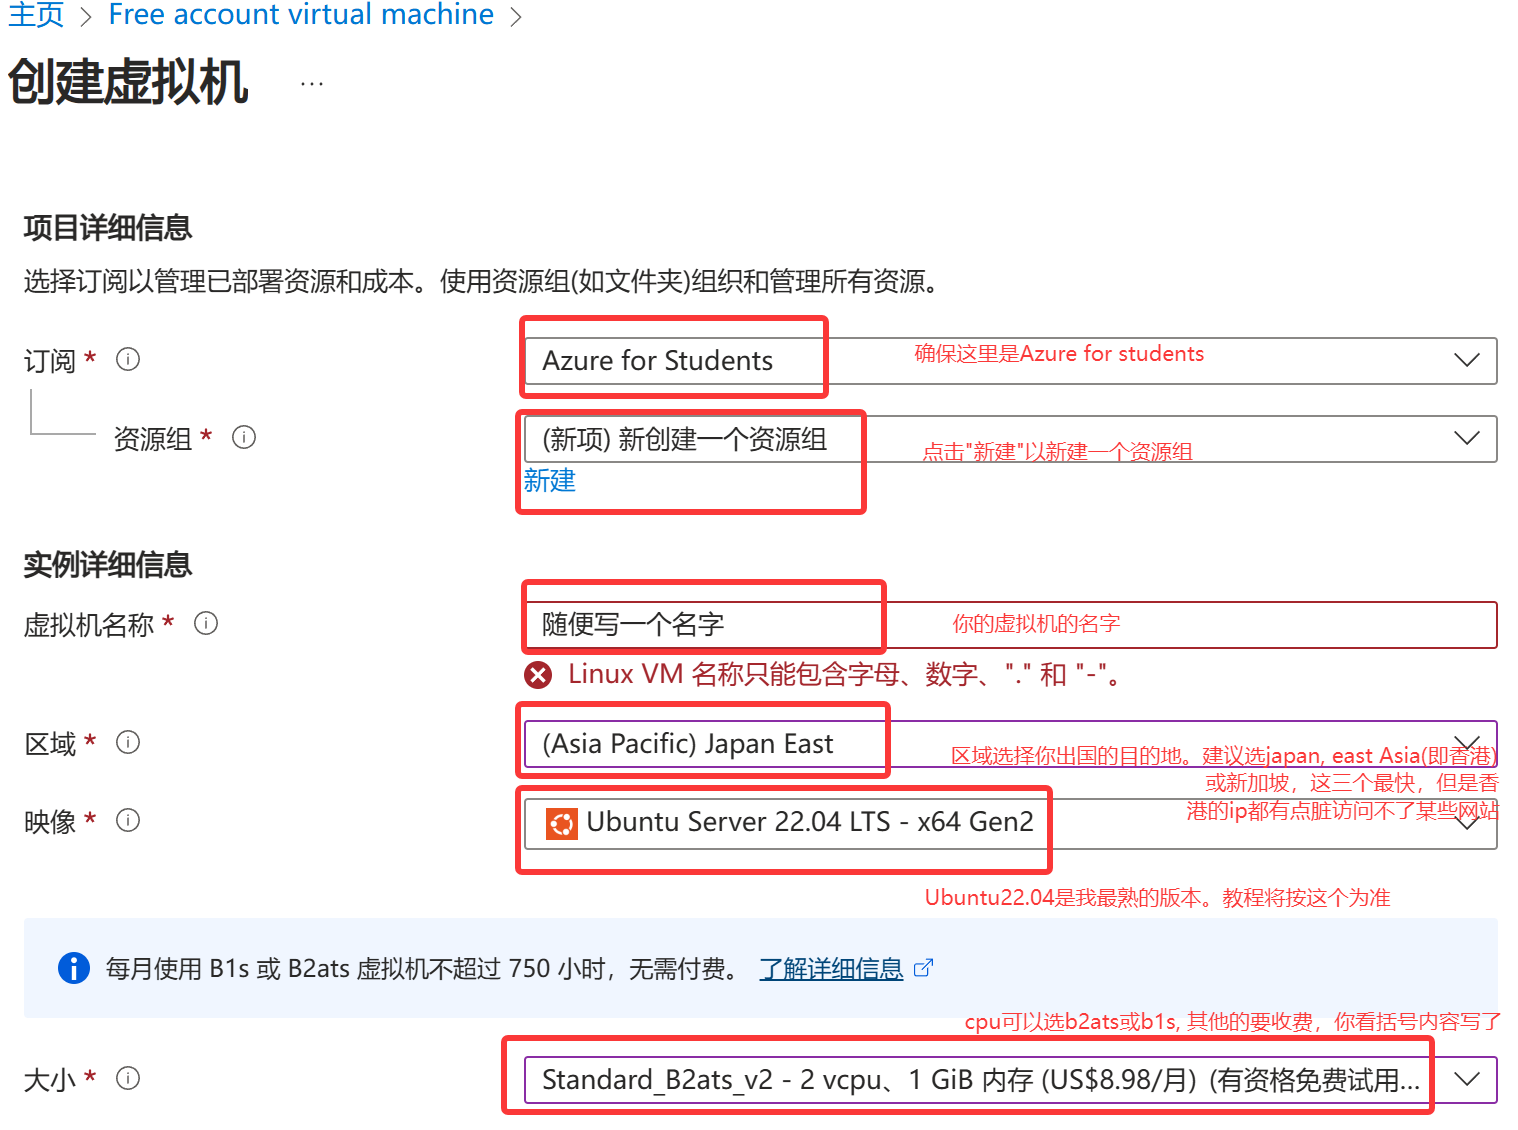 主页 > Free account virtual machine >
创建虚拟机 ...
项目详细信息
选择订阅以管理已部署资源和成本。使用资源组(如文件夹)组织和管理所有资源。
订阅 * Azure for Students 确保这里是Azure for students
资源组 * (新项) 新创建一个资源组 点击"新建"以新建一个资源组
新建
实例详细信息
虚拟机名称 * 随便写一个名字 你的虚拟机的名字
Linux VM 名称只能包含字母、数字、"." 和 "-"。
区域 * (Asia Pacific) Japan East 区域选择你出国的目的地。建议选japan, east Asia(即香港)
或新加坡，这三个最快，但是香
港的ip都有点脏访问不了某些网站
映像 * Ubuntu Server 22.04 LTS - x64 Gen2
Ubuntu22.04是我最熟的版本。教程将按这个为准
每月使用 B1s 或 B2ats 虚拟机不超过 750 小时，无需付费。 了解详细信息
cpu可以选b2ats或b1s, 其他的要收费，你看括号内容写了
大小 * Standard_B2ats_v2 - 2 vcpu、1 GiB 内存 (US$8.98/月) (有资格免费试用...